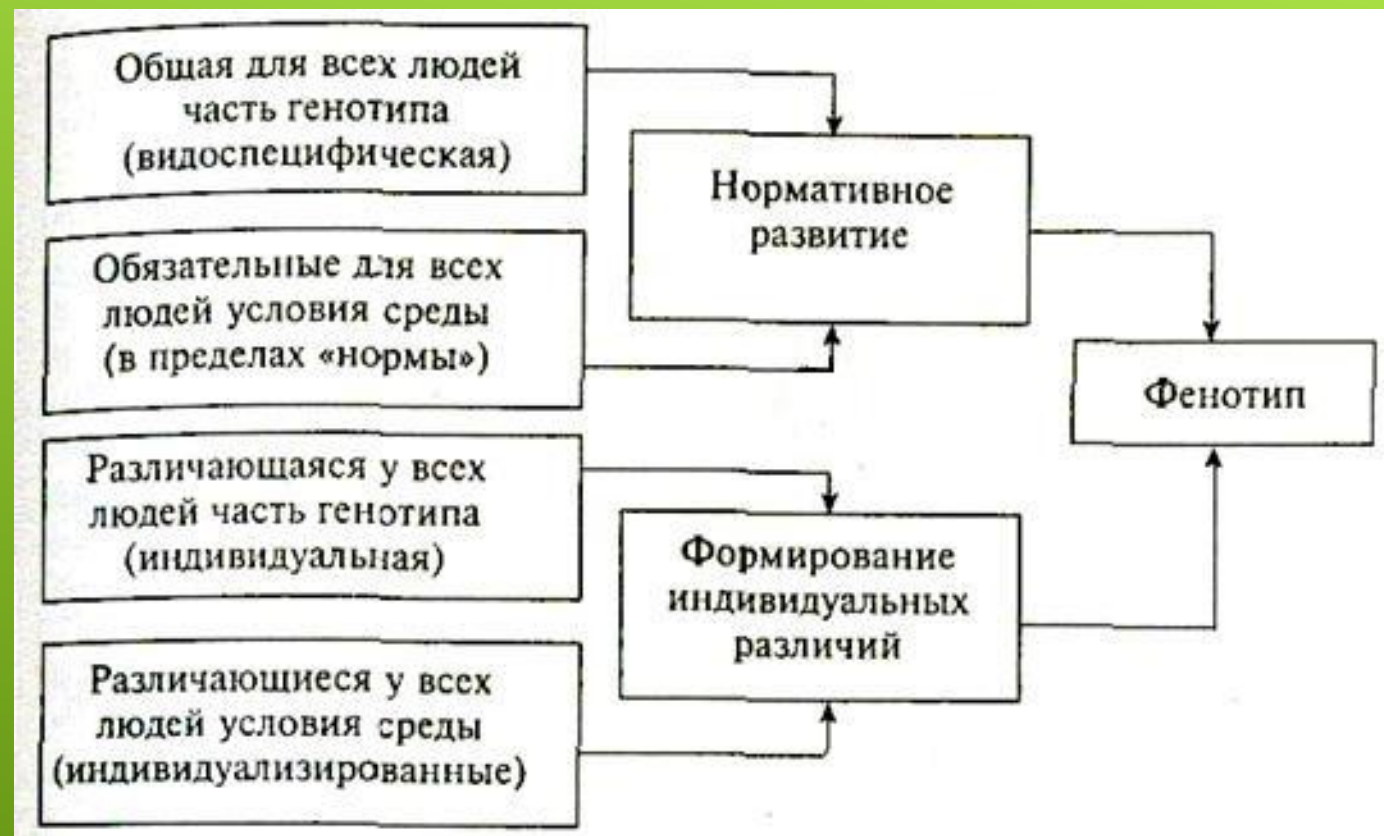 Общая для всех людей
часть генотипа
(видоспецифическая)
Обязательные для всех
людей условия среды
(в пределах «нормы»)
Различающаяся у всех
людей часть генотипа
(индивидуальная)
Различающиеся у всех
людей условия среды
(индивидуализированные)
Нормативное
развитие
Формирование
индивидуальных
различий
Фенотип